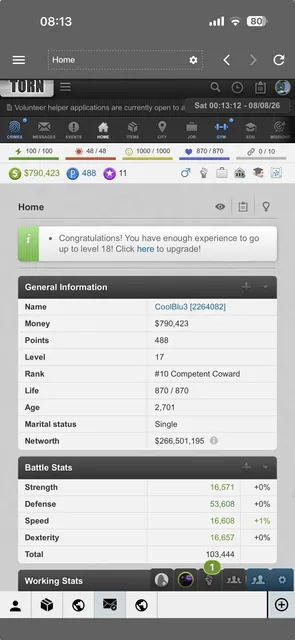 08:13
80
Home
TORN
Volunteer helper applications are currently open to a
Sat 00:13:12 - 08/08/26
CRIMES
MESSAGES
EVENTS
HOME
ITEMS
CITY
JOB
GYM
EDU
100 / 100
48 / 48
1000 / 1000
870 / 870
0 / 10
$790,423
488
11
Home
Congratulations! You have enough experience to go
up to level 18! Click here to upgrade!
General Information
Name CoolBlu3 [2264082]
Money $790,423
Points 488
Level 17
Rank #10 Competent Coward
Life 870 / 870
Age 2,701
Marital status Single
Networth $266,501,195
Battle Stats
Strength 16,571 +0%
Defense 53,608 +0%
Speed 16,608 +1%
Dexterity 16,657 +0%
Total 103,444
Working Stats
1